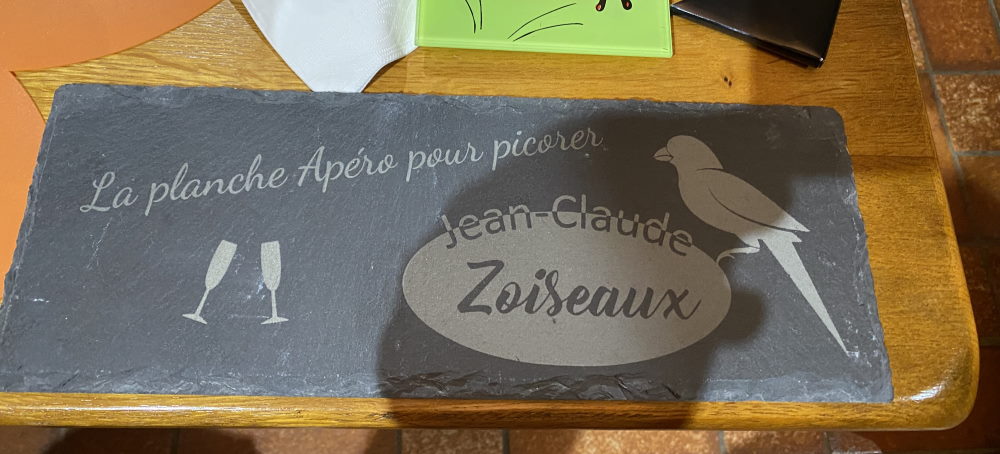 La planche Apéro pour picorer
Jean-Claude
Zoiseaux